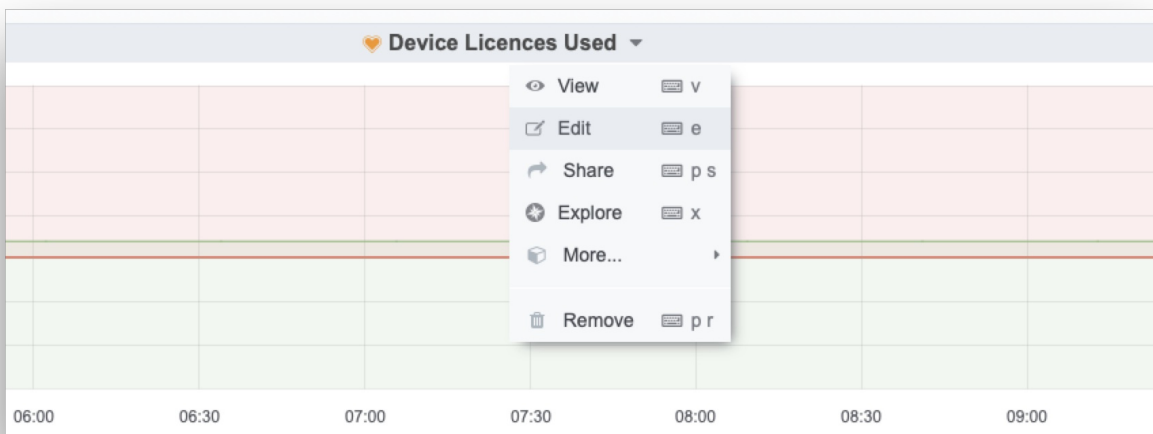 Device Licences Used
View v
Edit e
Share p s
Explore x
More...
Remove p r
06:00 06:30 07:00 07:30 08:00 08:30 09:00